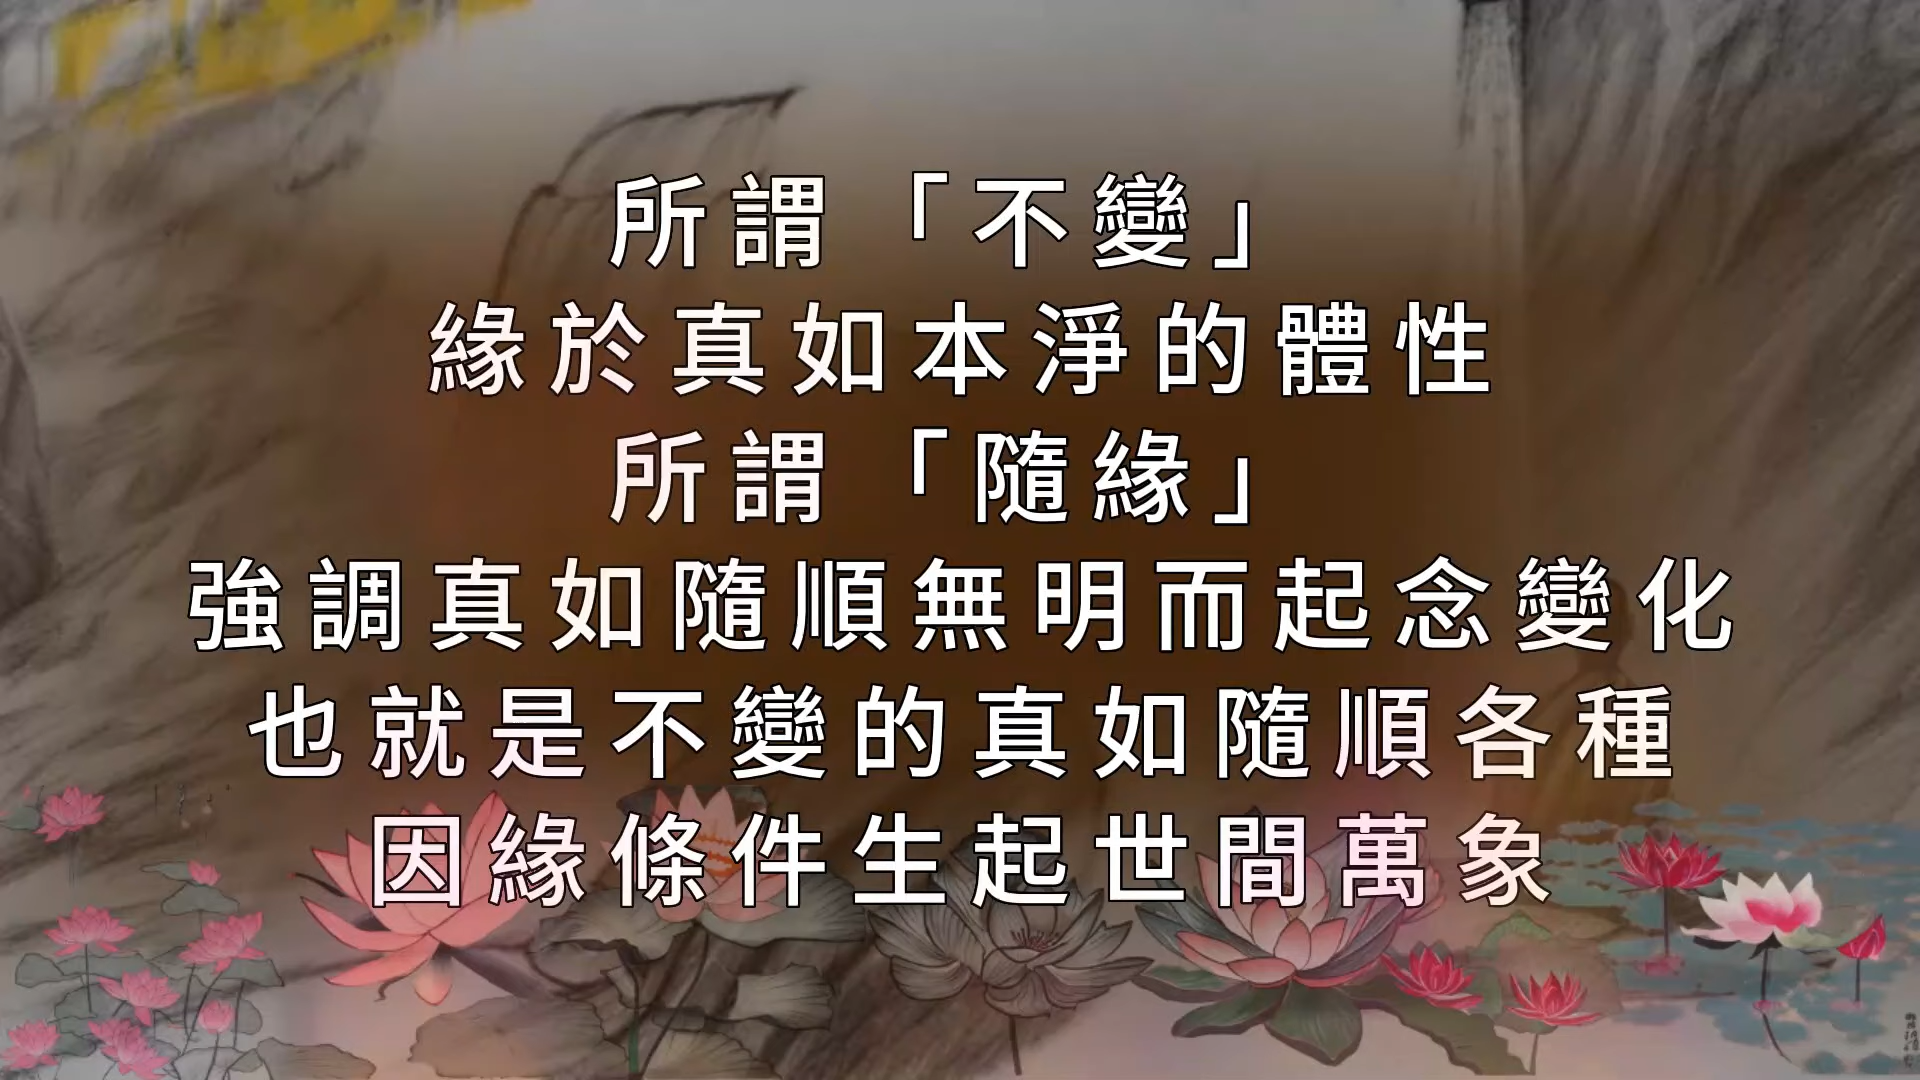 所謂「不變」
緣於真如本淨的體性
所謂「隨緣」
強調真如隨順無明而起念變化
也就是不變的真如隨順各種
因緣條件生起世間萬象